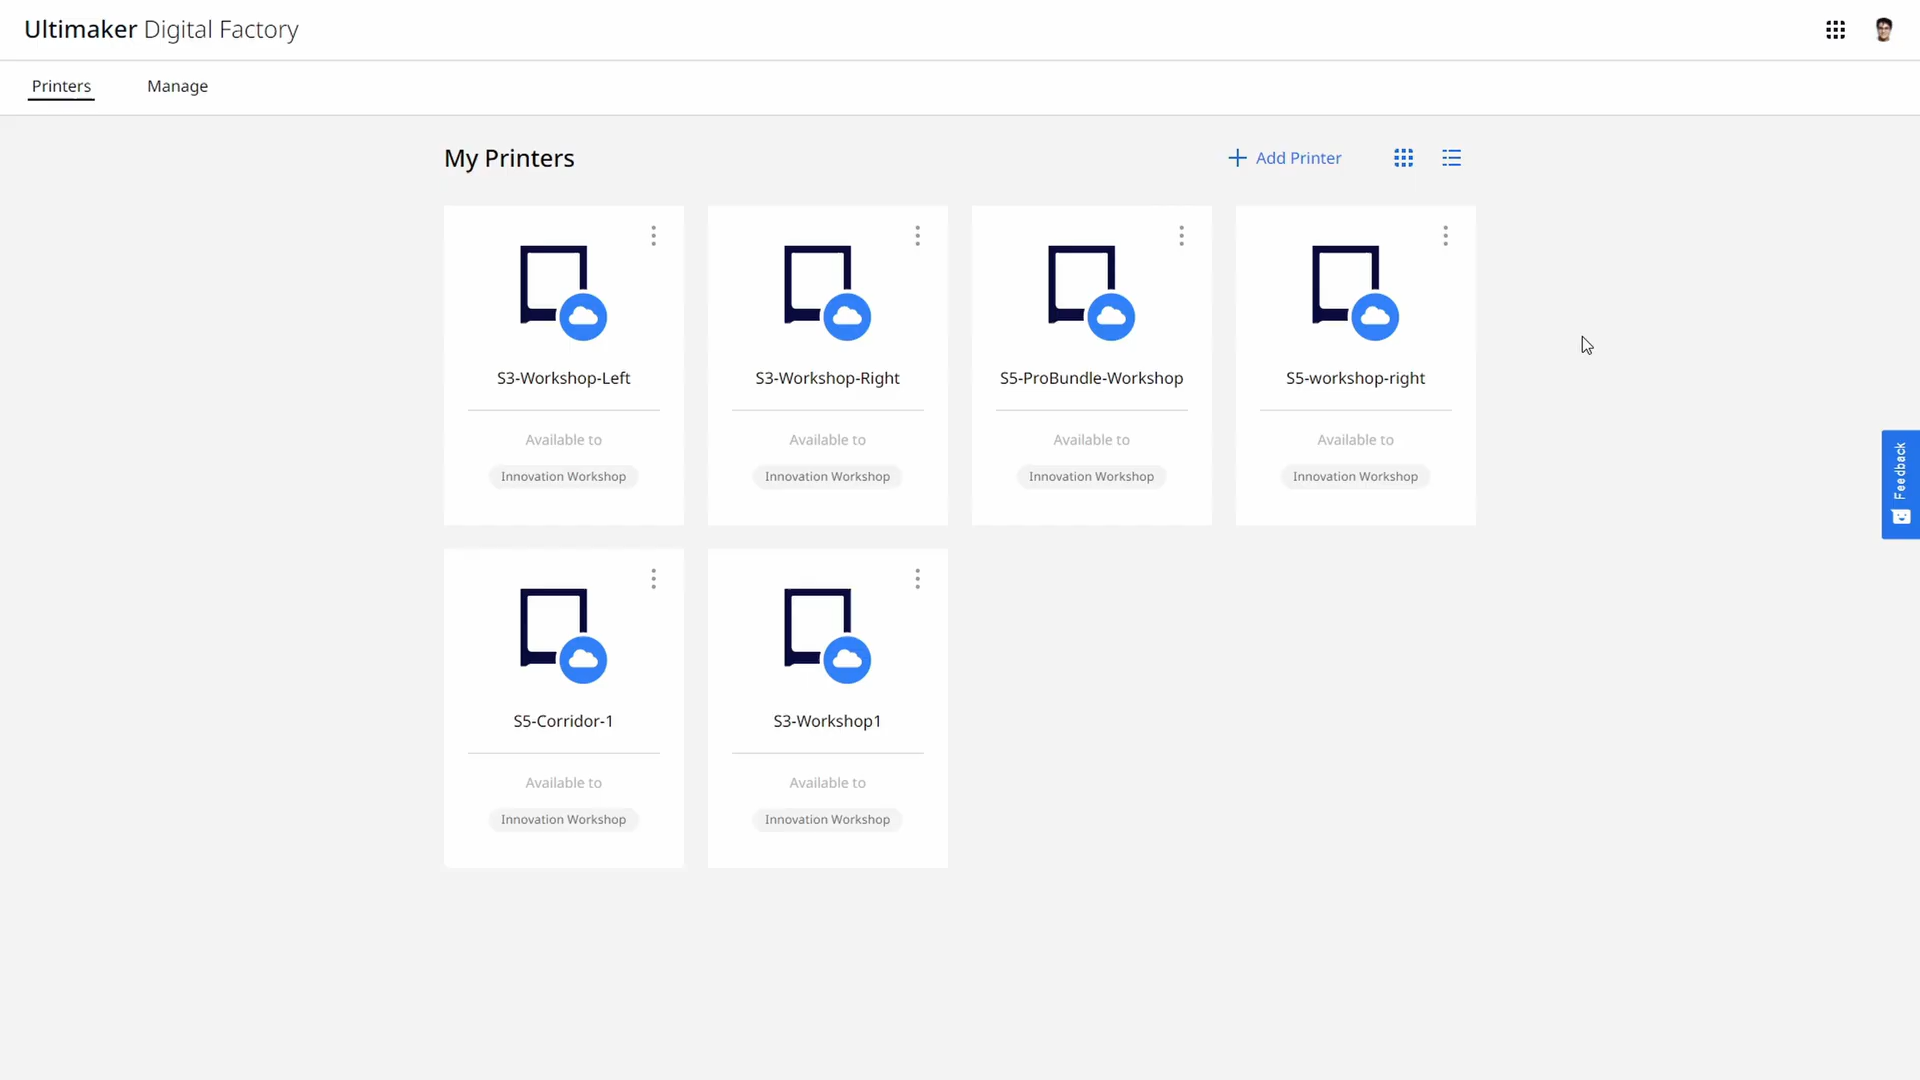 Ultimaker Digital Factory
Printers
Manage
My Printers
Add Printer
S3-Workshop-Left
Available to
Innovation Workshop
S3-Workshop-Right
Available to
Innovation Workshop
S5-ProBundle-Workshop
Available to
Innovation Workshop
S5-workshop-right
Available to
Innovation Workshop
S5-Corridor-1
Available to
Innovation Workshop
S3-Workshop1
Available to
Innovation Workshop
Feedback